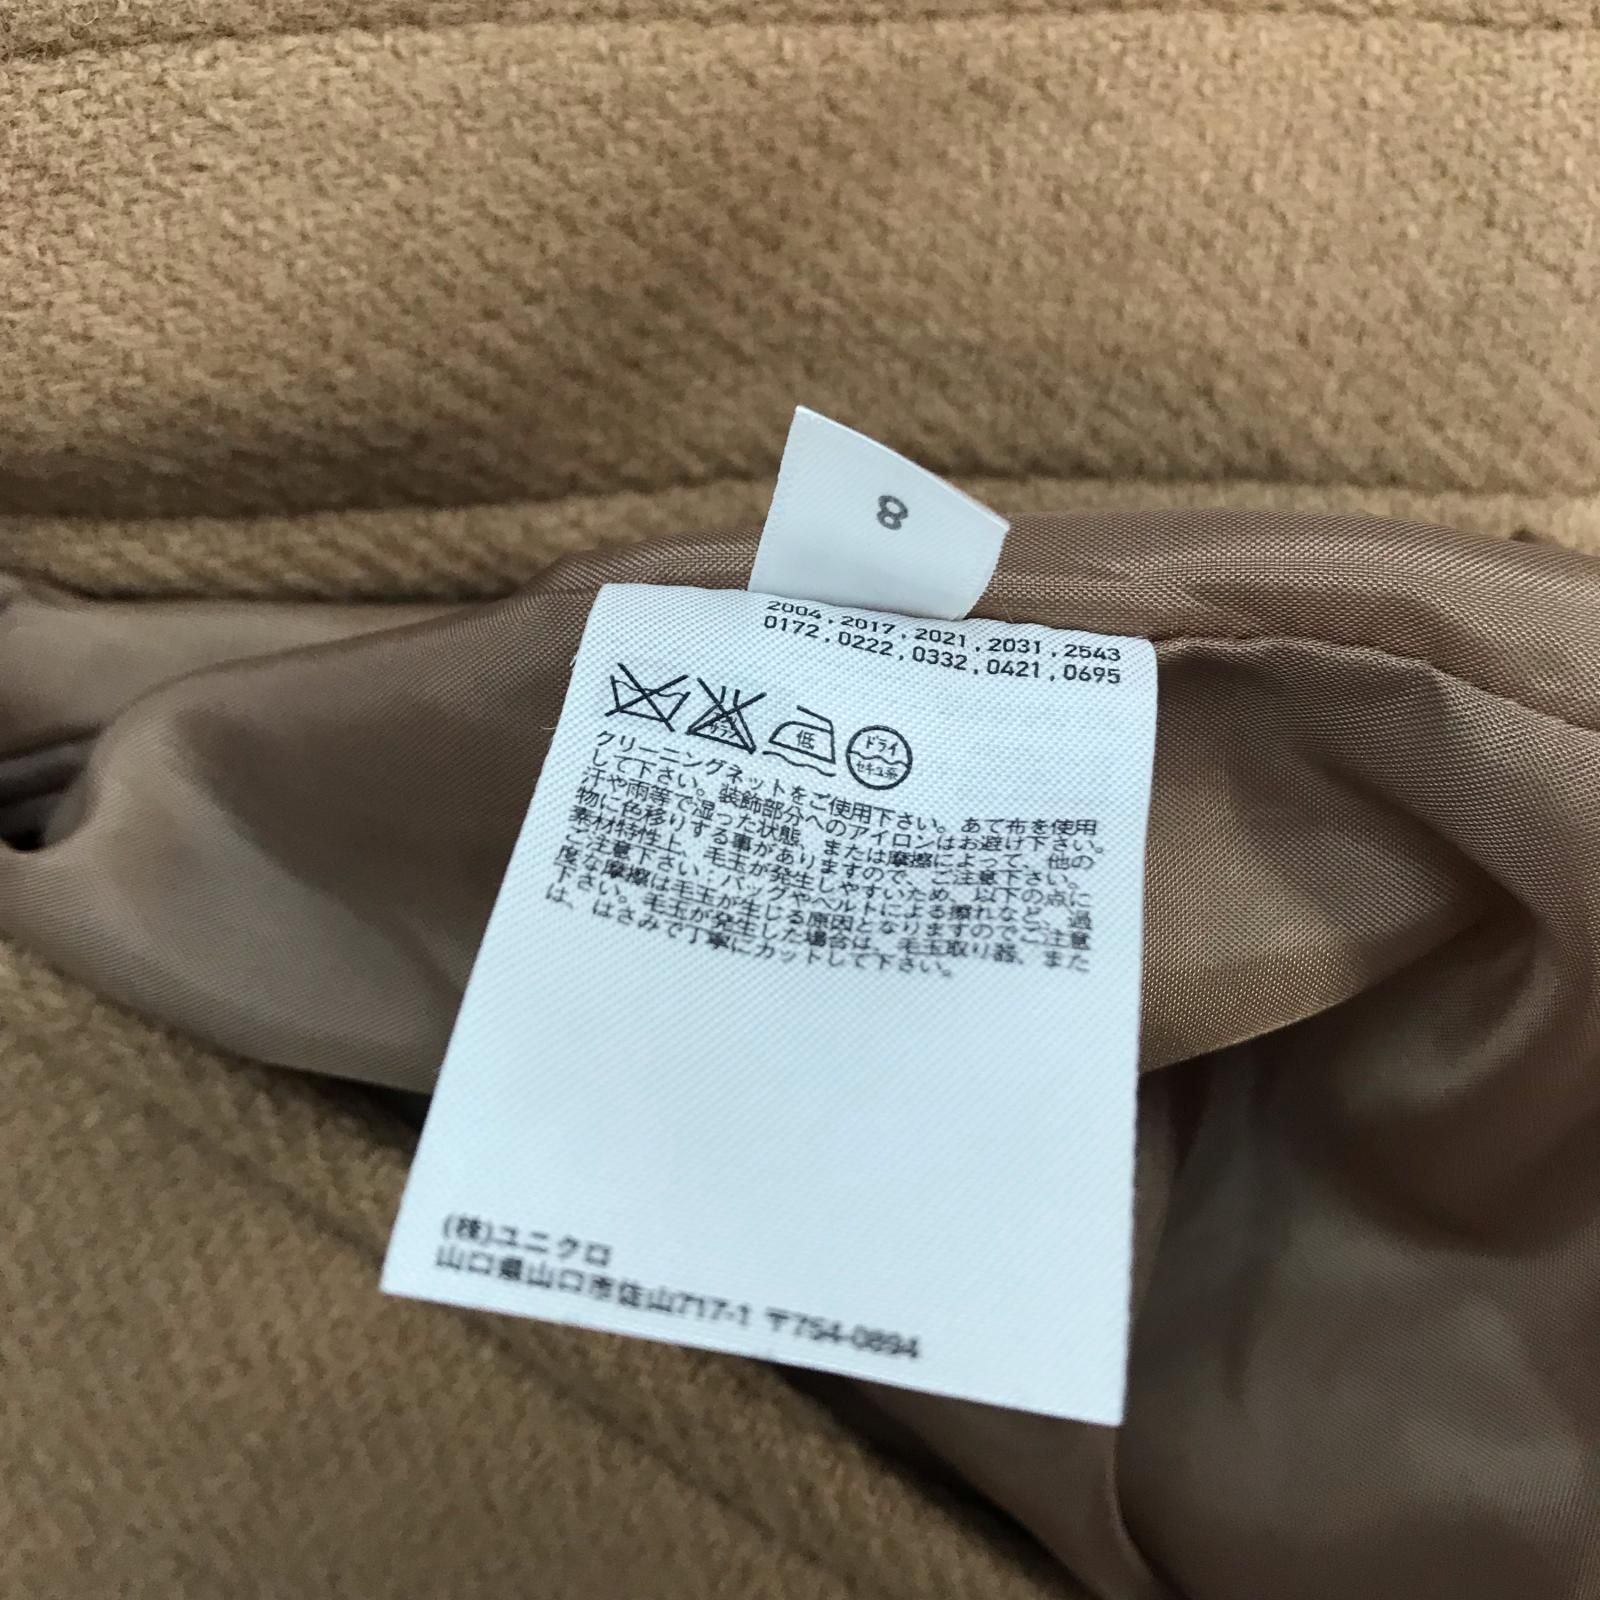 8
2004,2017,2021,2031,2543
0172,0222,0332,0421,0695
エンソ
サラシ
低
ドライ
セキユ系
クリーニングネットをご使用下さい。あて布を使用
して下さい。装飾部分へのアイロンはお避け下さい。
汗や雨等で湿った状態、または摩擦によって、他の
物に色移りする事がありますので、ご注意下さい。
素材特性上、毛玉が発生しやすいため、以下の点に
ご注意下さい:バッグやベルトによる擦れなど、過
度な摩擦は毛玉が生じる原因となりますのでご注意
下さい。毛玉が発生した場合は、毛玉取り器、また
は、はさみで丁寧にカットして下さい。
(株)ユニクロ
山口県山口市佐山717-1 〒754-0894